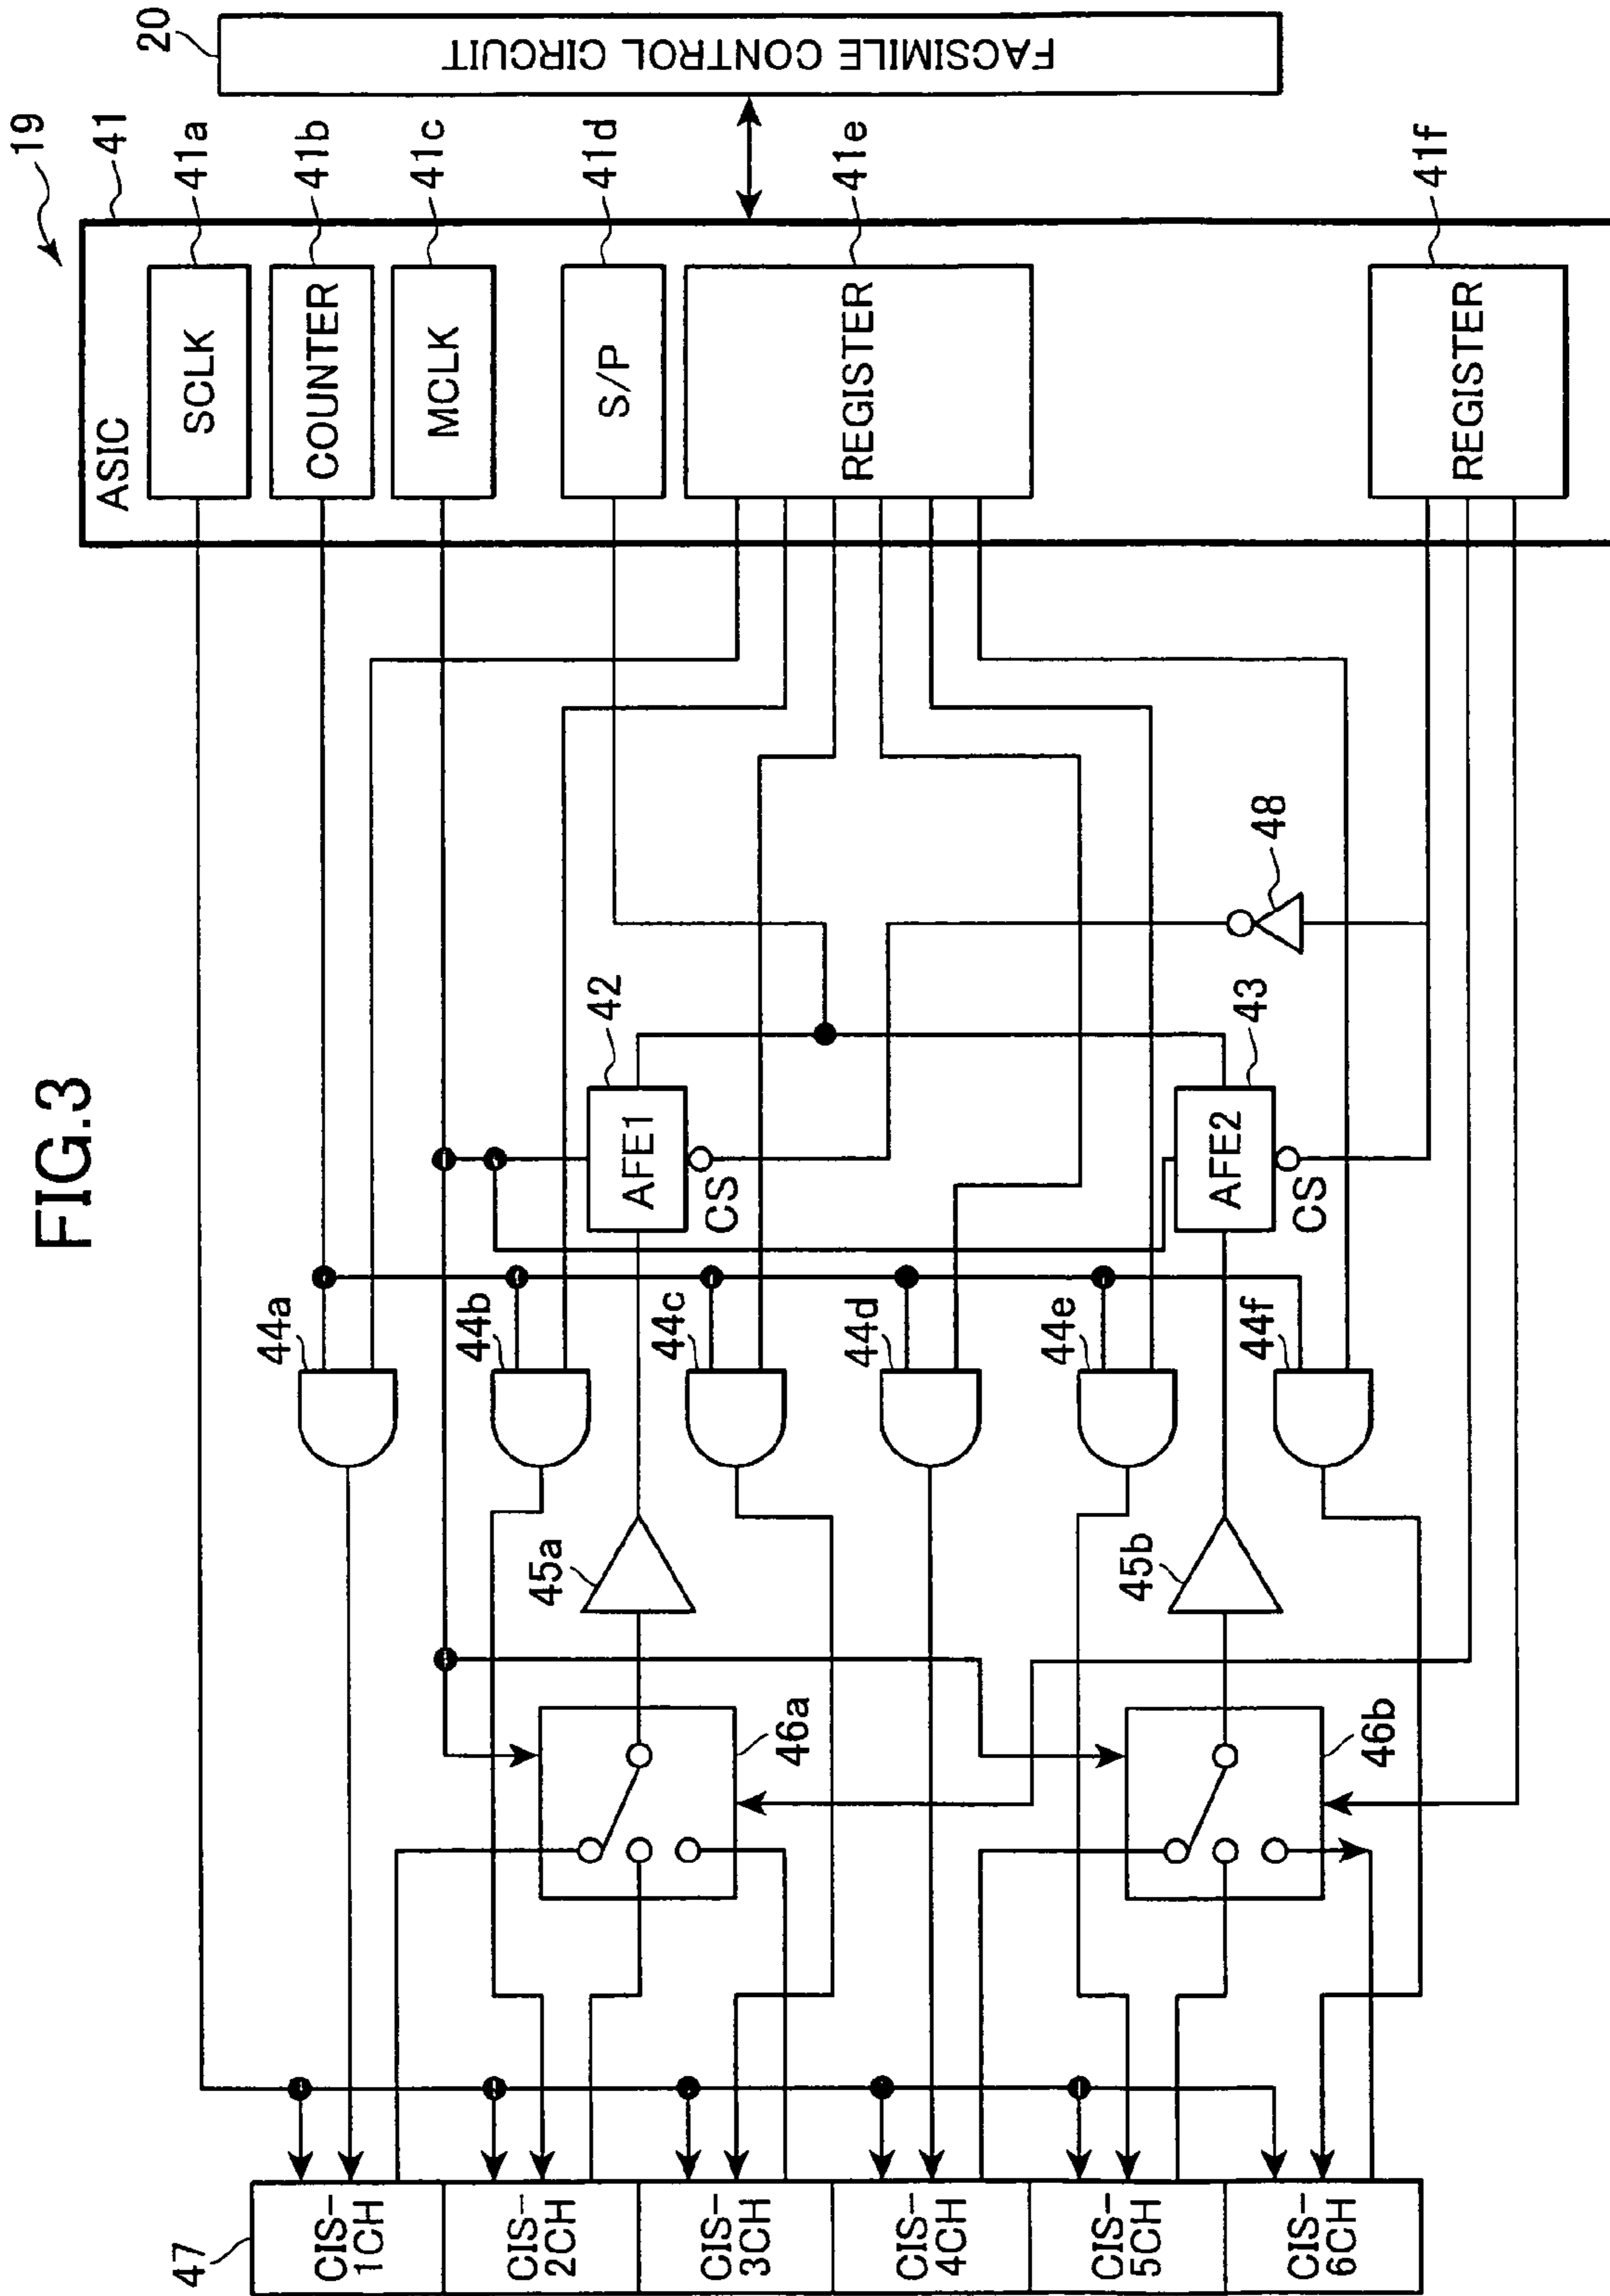 FIG.3
19
20
FACSIMILE CONTROL CIRCUIT
41
ASIC
SCLK
41a
COUNTER
41b
MCLK
41c
S/P
41d
REGISTER
41e
REGISTER
41f
48
42
AFE1
CS
43
AFE2
CS
44a
44b
44c
44d
44e
44f
45a
45b
46a
46b
47
CIS-
1CH
CIS-
2CH
CIS-
3CH
CIS-
4CH
CIS-
5CH
CIS-
6CH